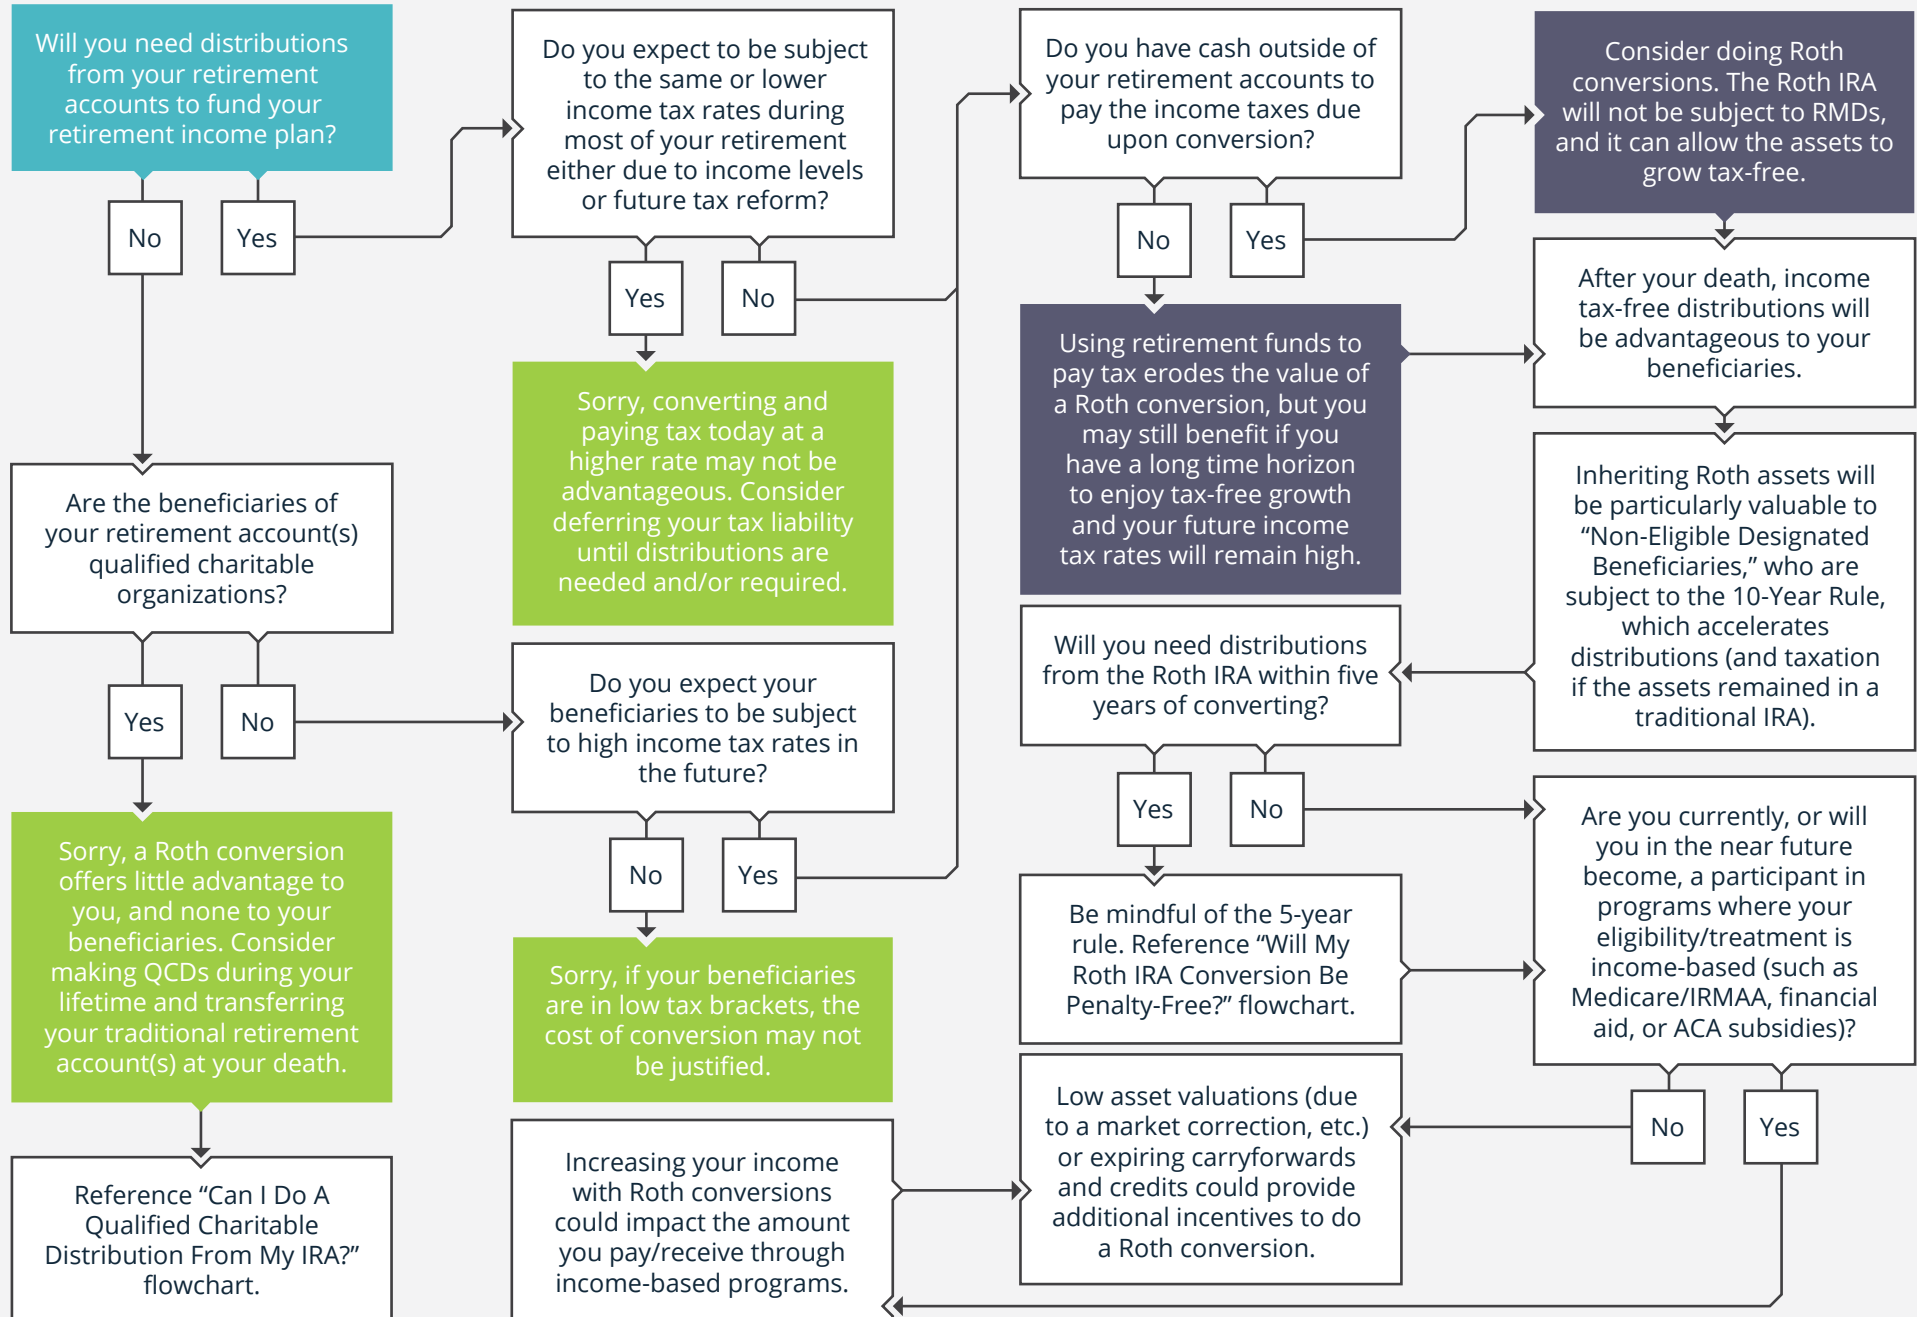 Will you need distributions
from your retirement
accounts to fund your
retirement income plan?
No
Yes
Do you expect to be subject
to the same or lower
income tax rates during
most of your retirement
either due to income levels
or future tax reform?
Yes
No
Sorry, converting and
paying tax today at a
higher rate may not be
advantageous. Consider
deferring your tax liability
until distributions are
needed and/or required.
Are the beneficiaries of
your retirement account(s)
qualified charitable
organizations?
Yes
No
Sorry, a Roth conversion
offers little advantage to
you, and none to your
beneficiaries. Consider
making QCDs during your
lifetime and transferring
your traditional retirement
account(s) at your death.
Reference “Can I Do A
Qualified Charitable
Distribution From My IRA?”
flowchart.
Do you expect your
beneficiaries to be subject
to high income tax rates in
the future?
No
Yes
Sorry, if your beneficiaries
are in low tax brackets, the
cost of conversion may not
be justified.
Do you have cash outside of
your retirement accounts to
pay the income taxes due
upon conversion?
No
Yes
Using retirement funds to
pay tax erodes the value of
a Roth conversion, but you
may still benefit if you
have a long time horizon
to enjoy tax-free growth
and your future income
tax rates will remain high.
Consider doing Roth
conversions. The Roth IRA
will not be subject to RMDs,
and it can allow the assets to
grow tax-free.
After your death, income
tax-free distributions will
be advantageous to your
beneficiaries.
Inheriting Roth assets will
be particularly valuable to
“Non-Eligible Designated
Beneficiaries,” who are
subject to the 10-Year Rule,
which accelerates
distributions (and taxation
if the assets remained in a
traditional IRA).
Will you need distributions
from the Roth IRA within five
years of converting?
Yes
No
Be mindful of the 5-year
rule. Reference “Will My
Roth IRA Conversion Be
Penalty-Free?” flowchart.
Are you currently, or will
you in the near future
become, a participant in
programs where your
eligibility/treatment is
income-based (such as
Medicare/IRMAA, financial
aid, or ACA subsidies)?
No
Yes
Increasing your income
with Roth conversions
could impact the amount
you pay/receive through
income-based programs.
Low asset valuations (due
to a market correction, etc.)
or expiring carryforwards
and credits could provide
additional incentives to do
a Roth conversion.